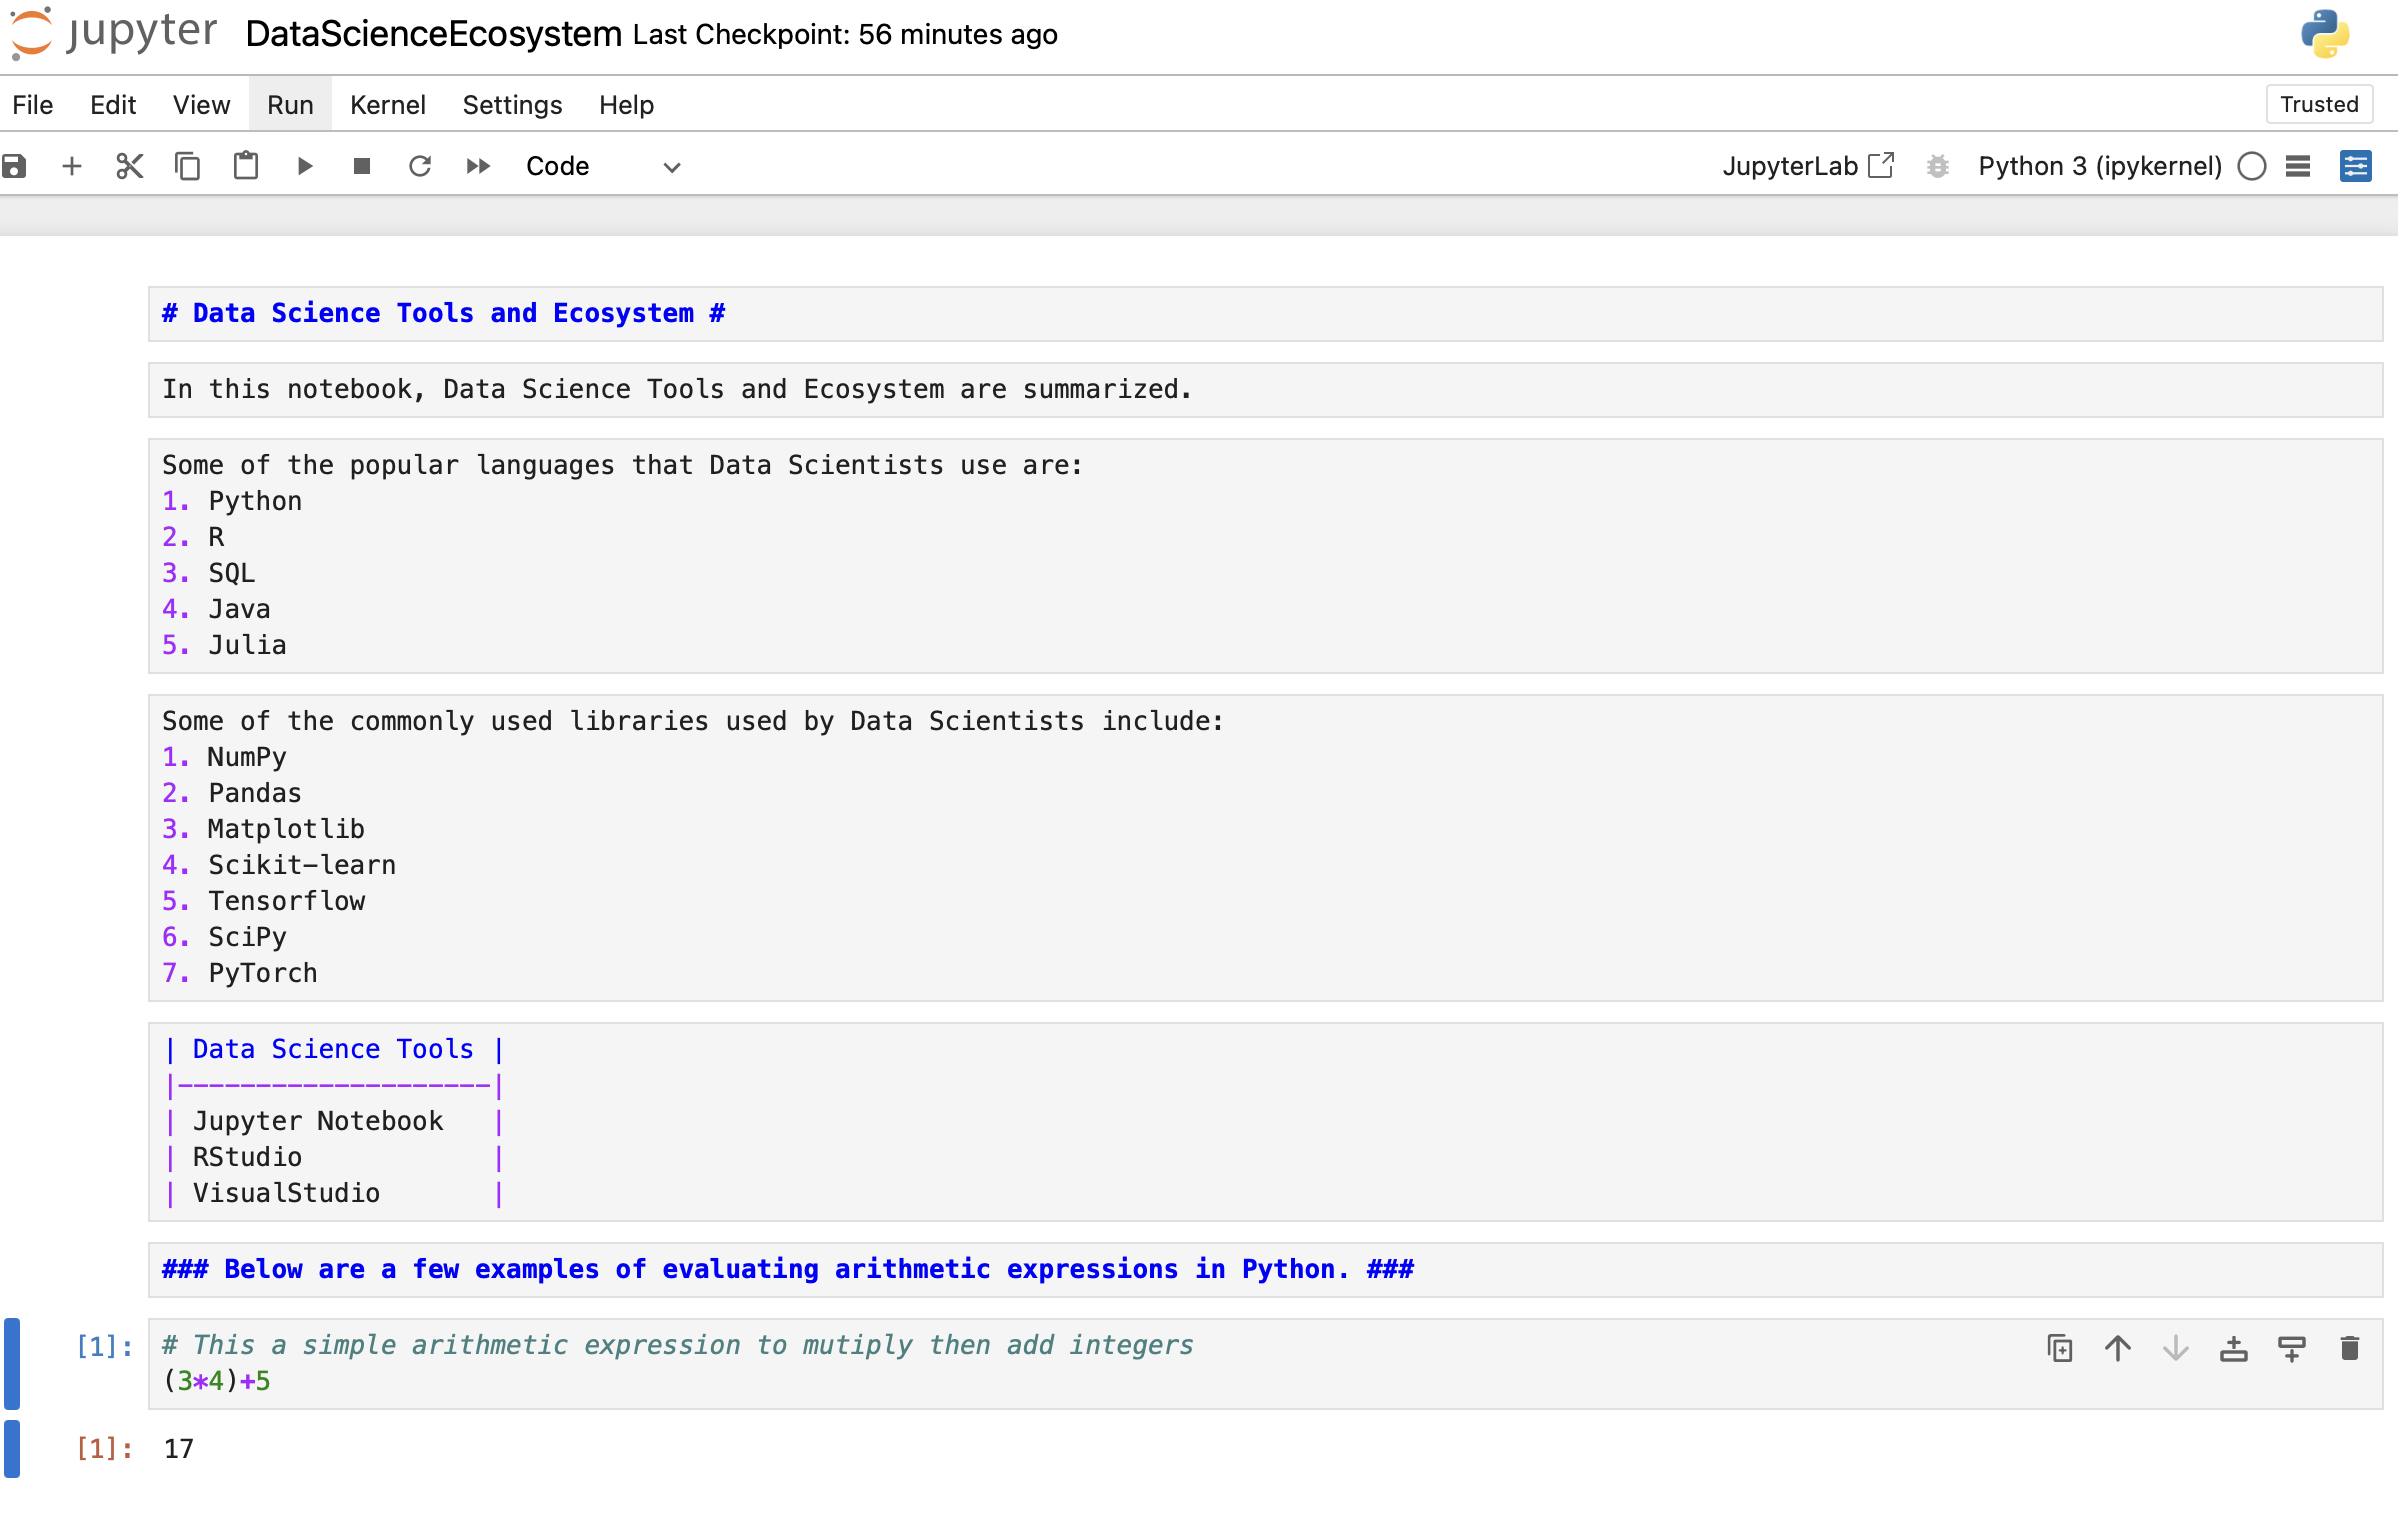 jupyter DataScienceEcosystem Last Checkpoint: 56 minutes ago
File Edit View Run Kernel Settings Help Trusted
Code JupyterLab Python 3 (ipykernel)
# Data Science Tools and Ecosystem #
In this notebook, Data Science Tools and Ecosystem are summarized.
Some of the popular languages that Data Scientists use are:
1. Python
2. R
3. SQL
4. Java
5. Julia
Some of the commonly used libraries used by Data Scientists include:
1. NumPy
2. Pandas
3. Matplotlib
4. Scikit-learn
5. Tensorflow
6. SciPy
7. PyTorch
| Data Science Tools |
|--------------------|
| Jupyter Notebook   |
| RStudio            |
| VisualStudio       |
### Below are a few examples of evaluating arithmetic expressions in Python. ###
[1]: # This a simple arithmetic expression to mutiply then add integers
(3*4)+5
[1]: 17